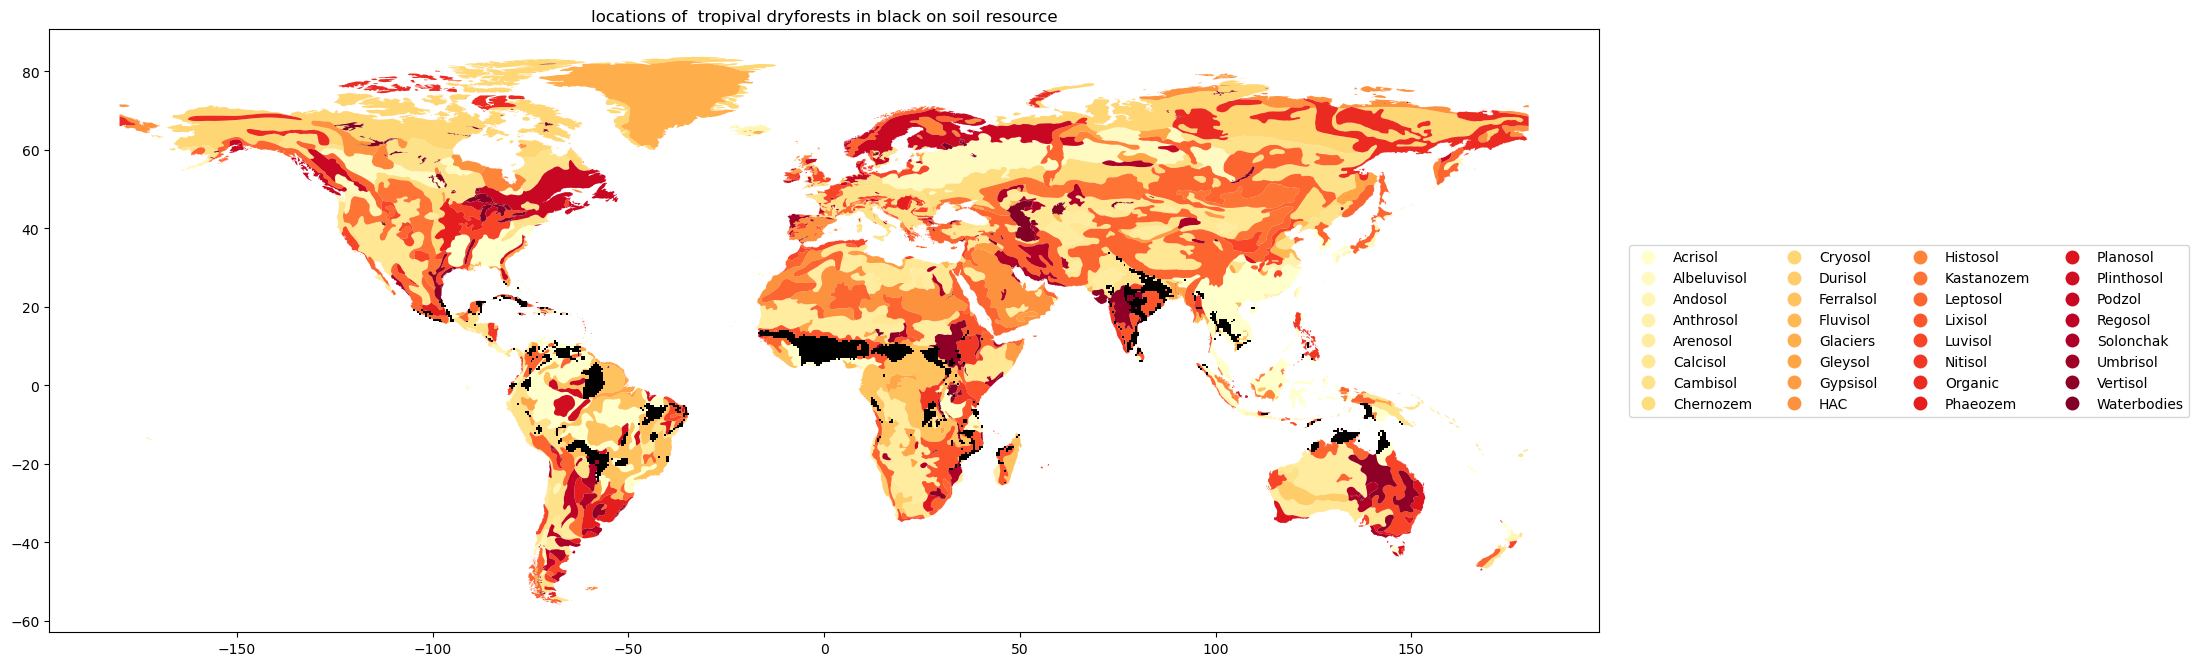 locations of  tropival dryforests in black on soil resource
80
60
40
20
0
−20
−40
−60
−150
−100
−50
0
50
100
150
Acrisol
Albeluvisol
Andosol
Anthrosol
Arenosol
Calcisol
Cambisol
Chernozem
Cryosol
Durisol
Ferralsol
Fluvisol
Glaciers
Gleysol
Gypsisol
HAC
Histosol
Kastanozem
Leptosol
Lixisol
Luvisol
Nitisol
Organic
Phaeozem
Planosol
Plinthosol
Podzol
Regosol
Solonchak
Umbrisol
Vertisol
Waterbodies